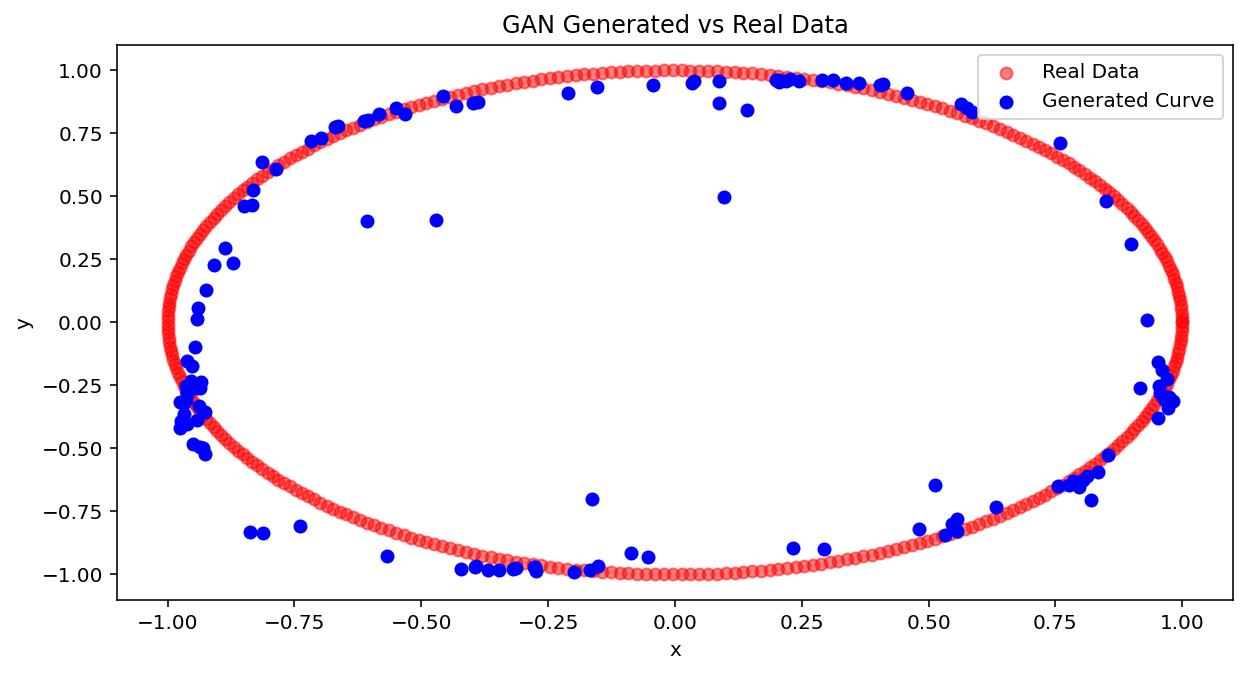 GAN Generated vs Real Data
Real Data
Generated Curve
1.00
0.75
0.50
0.25
0.00
−0.25
−0.50
−0.75
−1.00
y
−1.00 −0.75 −0.50 −0.25 0.00 0.25 0.50 0.75 1.00
x